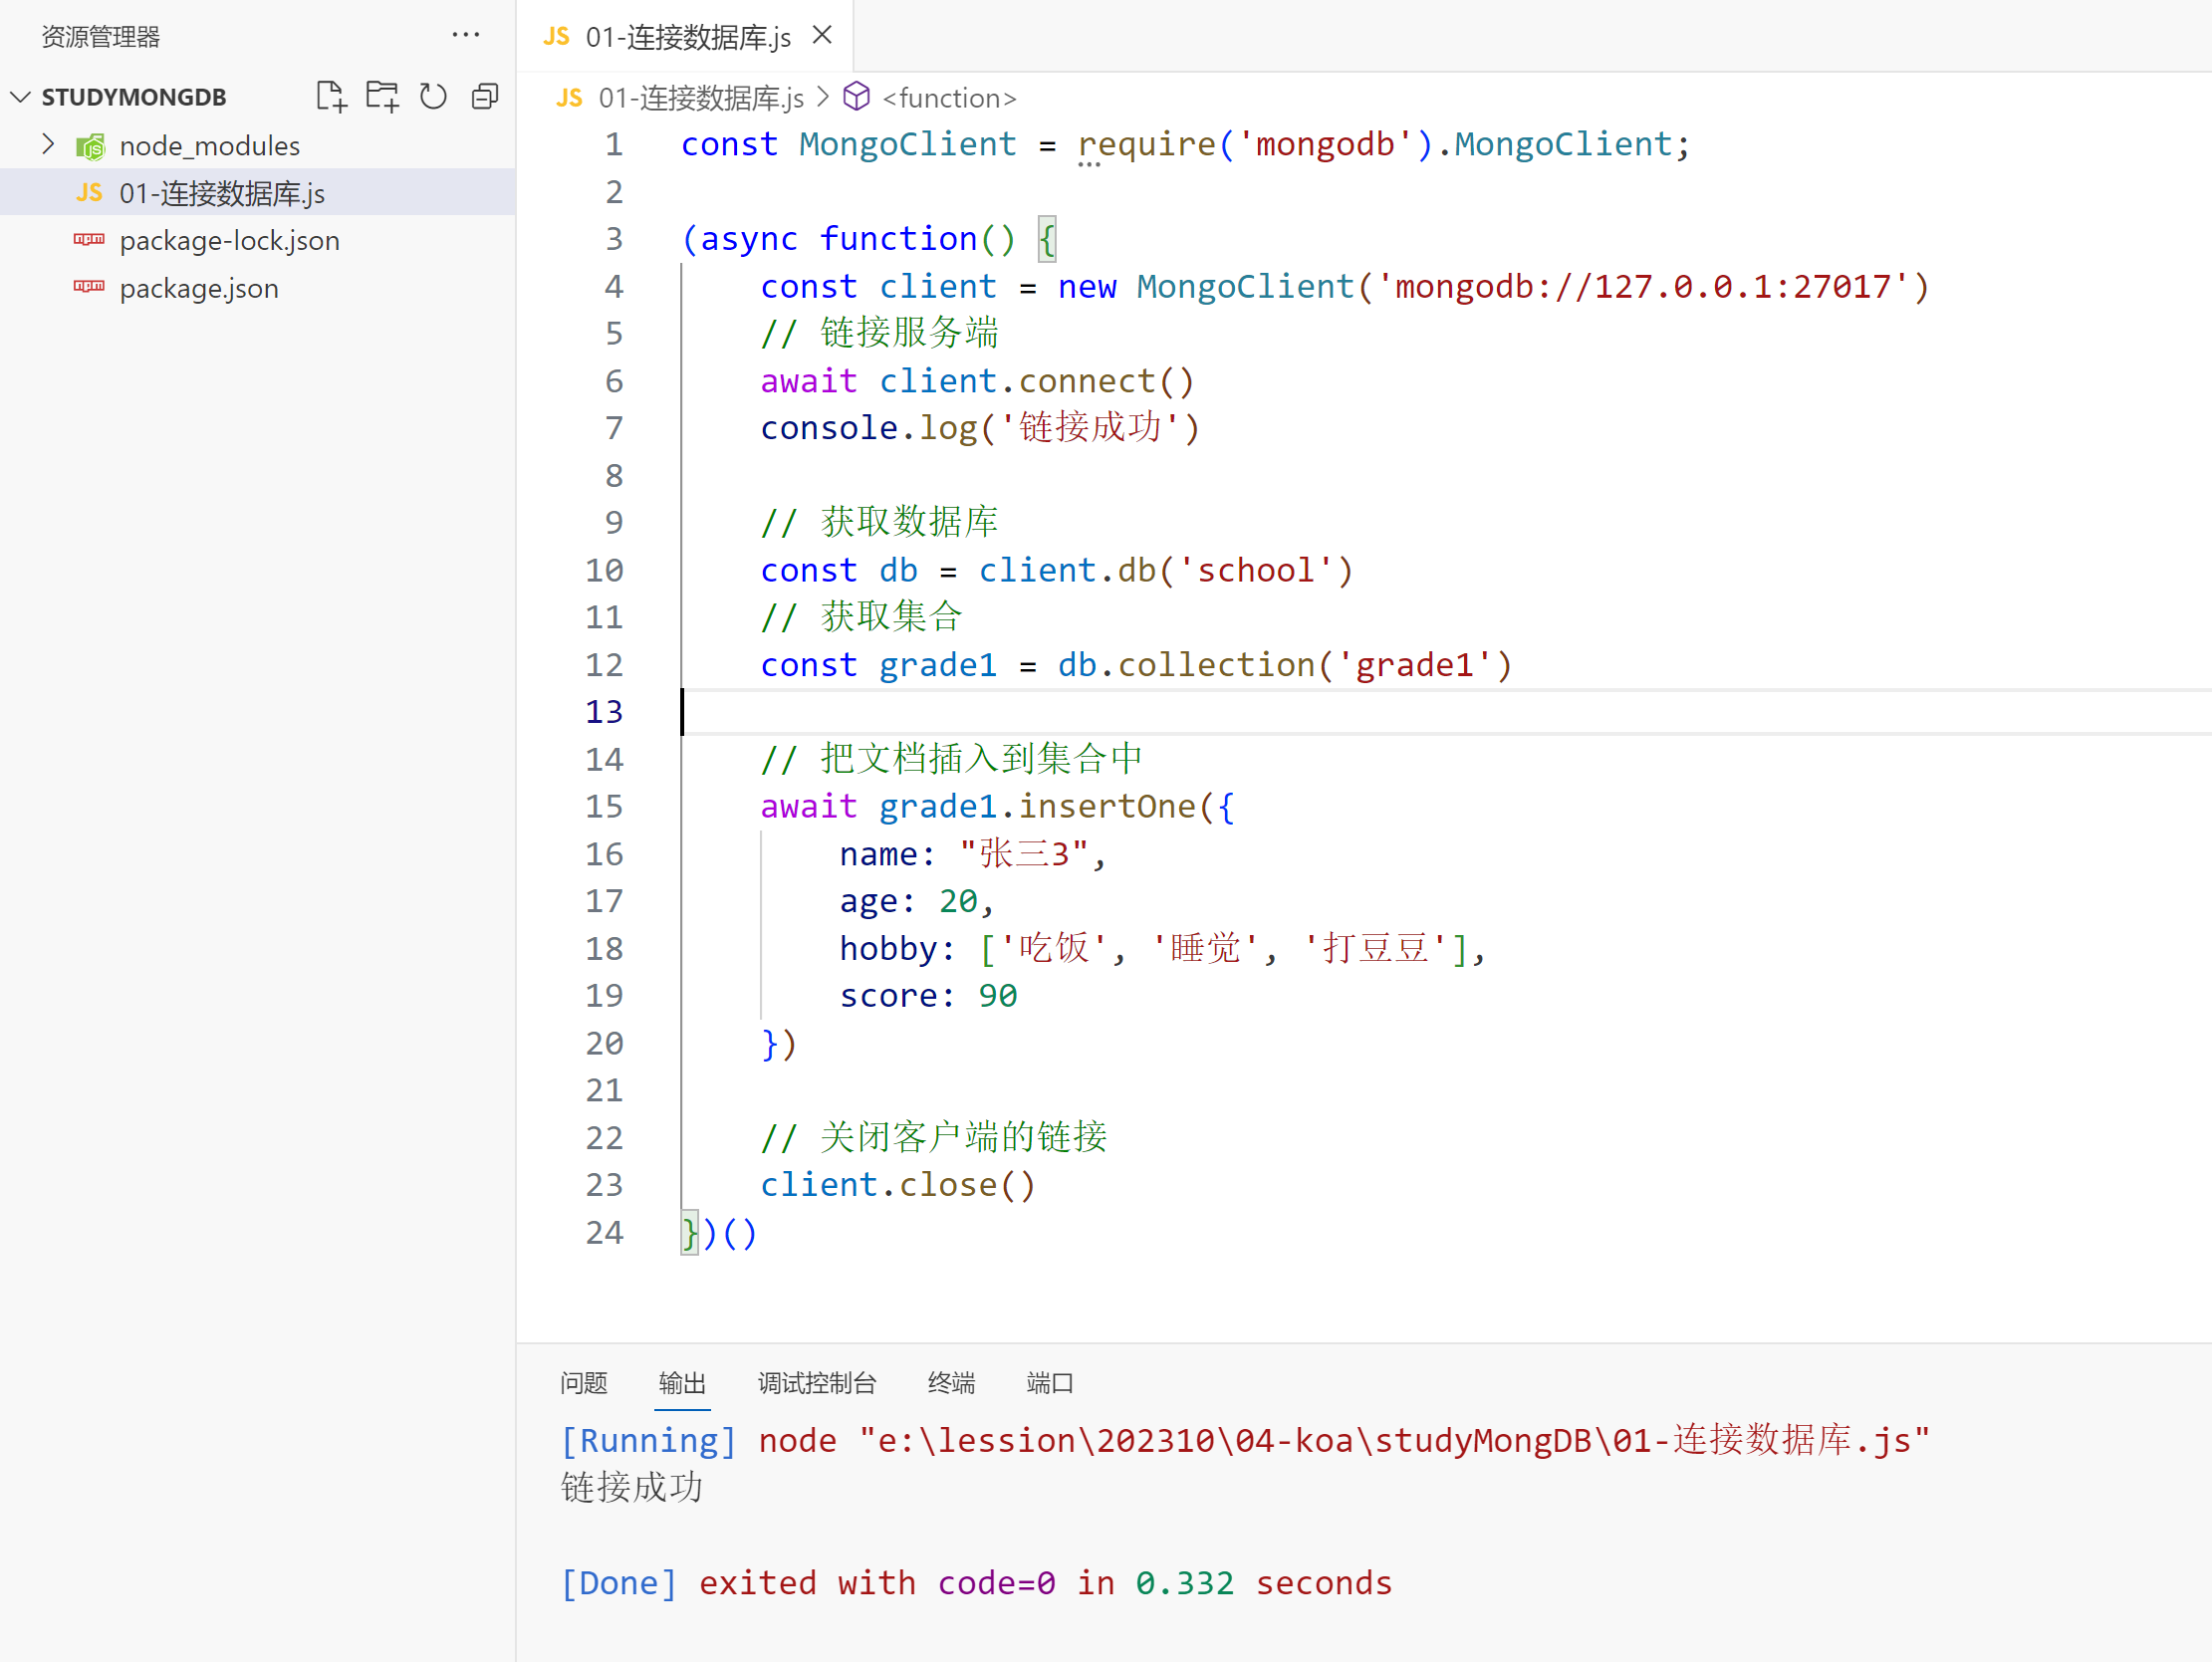 资源管理器
STUDYMONGDB
node_modules
JS 01-连接数据库.js
package-lock.json
package.json
JS 01-连接数据库.js
JS 01-连接数据库.js > <function>
1 const MongoClient = require('mongodb').MongoClient;
2
3 (async function() {
4 const client = new MongoClient('mongodb://127.0.0.1:27017')
5 // 链接服务端
6 await client.connect()
7 console.log('链接成功')
8
9 // 获取数据库
10 const db = client.db('school')
11 // 获取集合
12 const grade1 = db.collection('grade1')
13
14 // 把文档插入到集合中
15 await grade1.insertOne({
16 name: "张三3",
17 age: 20,
18 hobby: ['吃饭', '睡觉', '打豆豆'],
19 score: 90
20 })
21
22 // 关闭客户端的链接
23 client.close()
24 })()
问题 输出 调试控制台 终端 端口
[Running] node "e:\lession\202310\04-koa\studyMongDB\01-连接数据库.js"
链接成功
[Done] exited with code=0 in 0.332 seconds